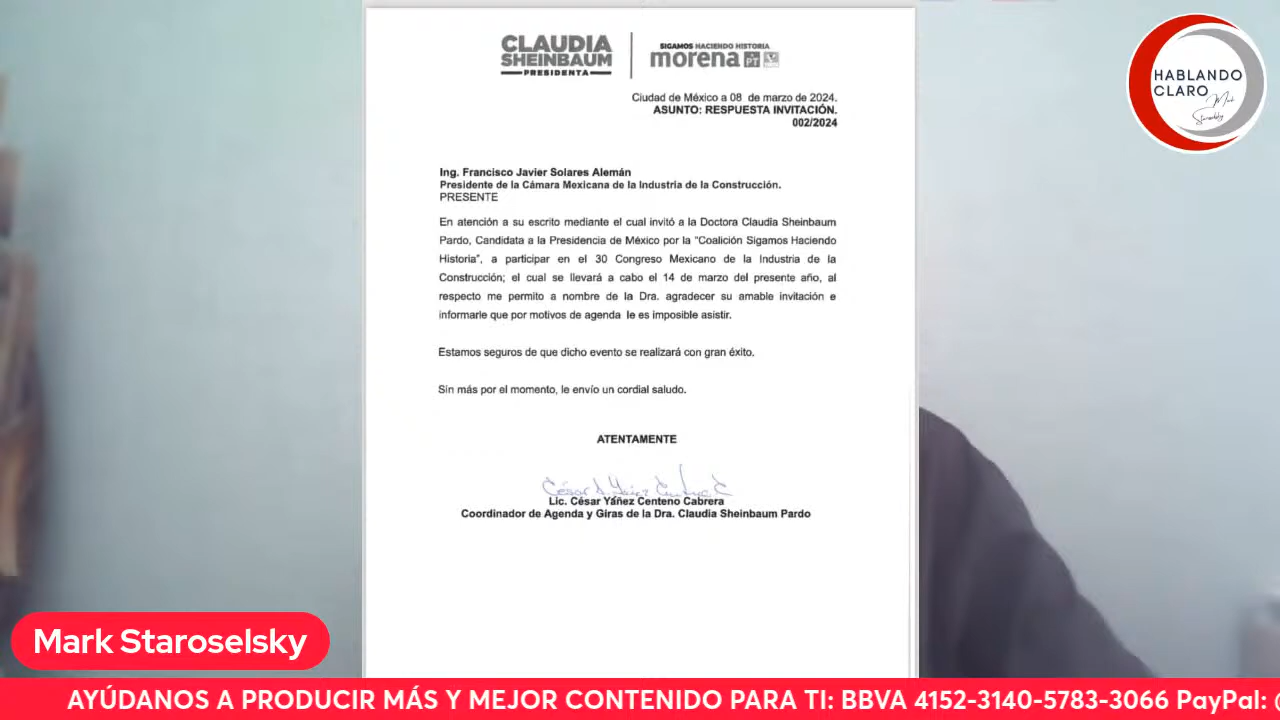 CLAUDIA
SHEINBAUM
PRESIDENTA
SIGAMOS HACIENDO HISTORIA
morena PT
Ciudad de México a 08 de marzo de 2024.
ASUNTO: RESPUESTA INVITACIÓN.
002/2024
HABLANDO
CLARO
Mark
Staroselsky
Ing. Francisco Javier Solares Alemán
Presidente de la Cámara Mexicana de la Industria de la Construcción.
PRESENTE
En atención a su escrito mediante el cual invitó a la Doctora Claudia Sheinbaum
Pardo, Candidata a la Presidencia de México por la "Coalición Sigamos Haciendo
Historia", a participar en el 30 Congreso Mexicano de la Industria de la
Construcción; el cual se llevará a cabo el 14 de marzo del presente año, al
respecto me permito a nombre de la Dra. agradecer su amable invitación e
informarle que por motivos de agenda le es imposible asistir.
Estamos seguros de que dicho evento se realizará con gran éxito.
Sin más por el momento, le envío un cordial saludo.
ATENTAMENTE
Lic. César Yáñez Centeno Cabrera
Coordinador de Agenda y Giras de la Dra. Claudia Sheinbaum Pardo
Mark Staroselsky
AYÚDANOS A PRODUCIR MÁS Y MEJOR CONTENIDO PARA TI: BBVA 4152-3140-5783-3066 PayPal: